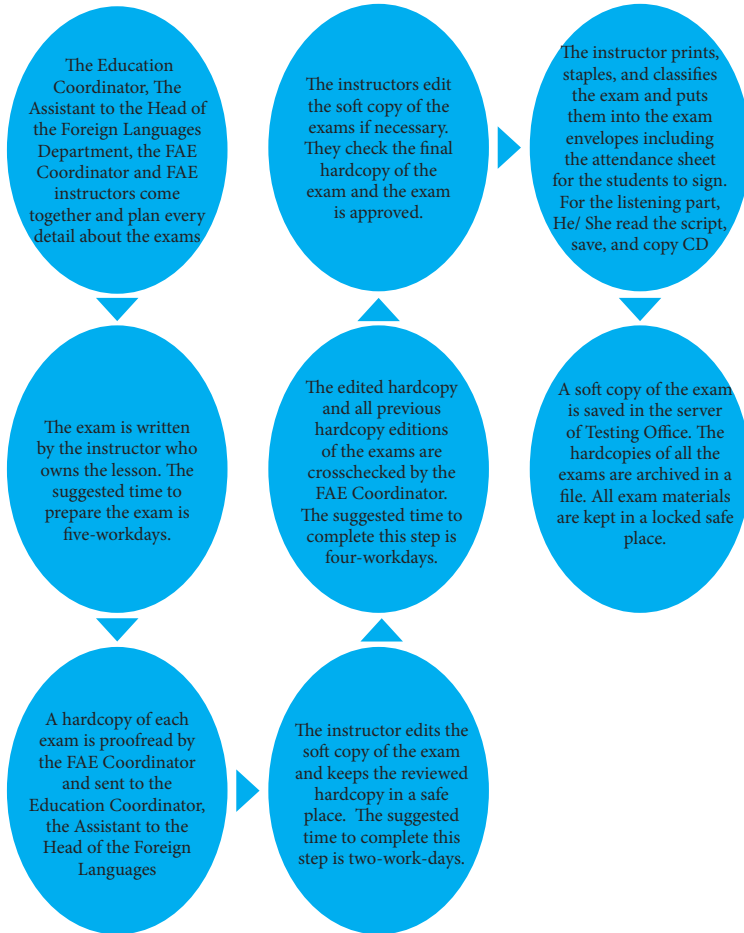 The Education
Coordinator, The
Assistant to the Head of
the Foreign Languages
Department, the FAE
Coordinator and FAE
instructors come
together and plan every
detail about the exams
The exam is written
by the instructor who
owns the lesson. The
suggested time to
prepare the exam is
five-workdays.
A hardcopy of each
exam is proofread by
the FAE Coordinator
and sent to the
Education Coordinator,
the Assistant to the
Head of the Foreign
Languages
The instructor edits the
soft copy of the exam
and keeps the reviewed
hardcopy in a safe
place. The suggested
time to complete this
step is two-work-days.
The edited hardcopy
and all previous
hardcopy editions
of the exams are
crosschecked by the
FAE Coordinator.
The suggested time to
complete this step is
four-workdays.
The instructors edit
the soft copy of the
exams if necessary.
They check the final
hardcopy of the
exam and the exam
is approved.
The instructor prints,
staples, and classifies
the exam and puts
them into the exam
envelopes including
the attendance sheet
for the students to sign.
For the listening part,
He/ She read the script,
save, and copy CD
A soft copy of the exam
is saved in the server
of Testing Office. The
hardcopies of all the
exams are archived in a
file. All exam materials
are kept in a locked safe
place.